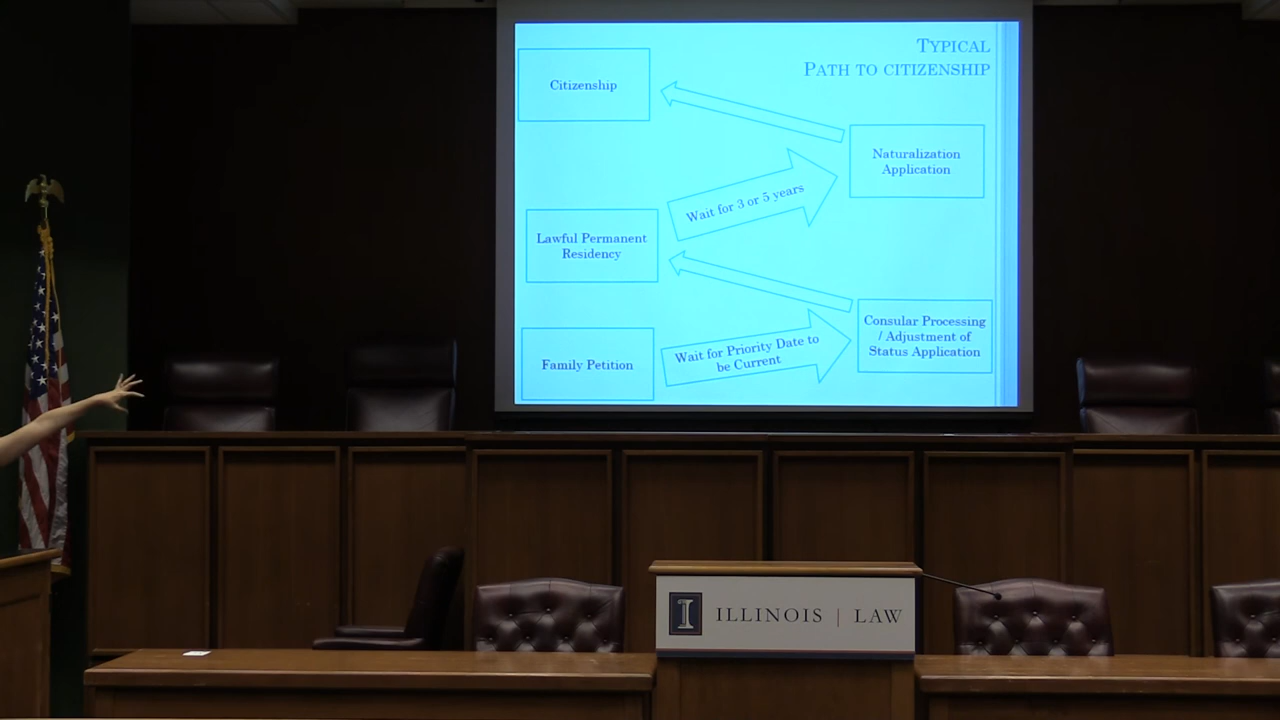 TYPICAL
PATH TO CITIZENSHIP
Citizenship
Naturalization
Application
Wait for 3 or 5 years
Lawful Permanent
Residency
Consular Processing
/ Adjustment of
Status Application
Wait for Priority Date to
be Current
Family Petition
I ILLINOIS | LAW